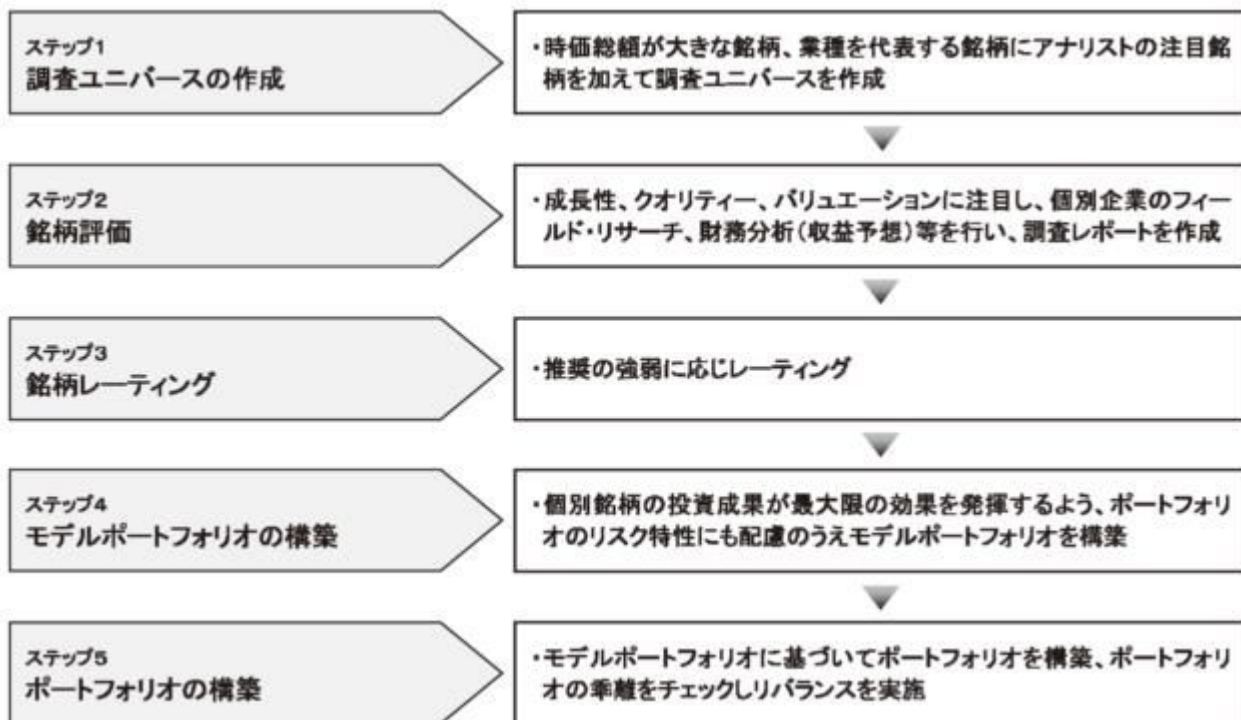 ステップ1
調査ユニバースの作成
・時価総額が大きな銘柄、業種を代表する銘柄にアナリストの注目銘
柄を加えて調査ユニバースを作成
ステップ2
銘柄評価
・成長性、クオリティー、バリュエーションに注目し、個別企業のフィー
ルド・リサーチ、財務分析(収益予想)等を行い、調査レポートを作成
ステップ3
銘柄レーティング
・推奨の強弱に応じレーティング
ステップ4
モデルポートフォリオの構築
・個別銘柄の投資成果が最大限の効果を発揮するよう、ポートフォリ
オのリスク特性にも配慮のうえモデルポートフォリオを構築
ステップ5
ポートフォリオの構築
・モデルポートフォリオに基づいてポートフォリオを構築、ポートフォリ
オの乖離をチェックしリバランスを実施